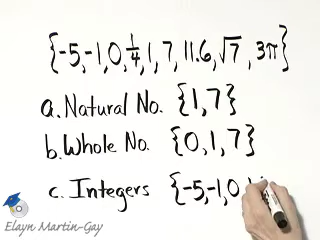 {-5, -1, 0, 1/4, 1, 7, 11.6, √7, 3π}
a. Natural No. {1, 7}
b. Whole No. {0, 1, 7}
c. Integers {-5, -1, 0, 1
Elayn Martin-Gay